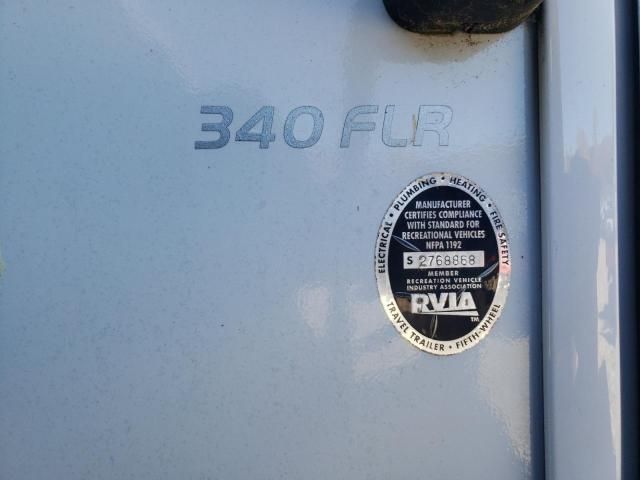 340 FLR
ELECTRICAL • PLUMBING • HEATING • FIRE SAFETY
MANUFACTURER
CERTIFIES COMPLIANCE
WITH STANDARD FOR
RECREATIONAL VEHICLES
NFPA 1192
S 2768868
MEMBER
RECREATION VEHICLE
INDUSTRY ASSOCIATION
RVIA
TM
TRAVEL TRAILER • FIFTH-WHEEL